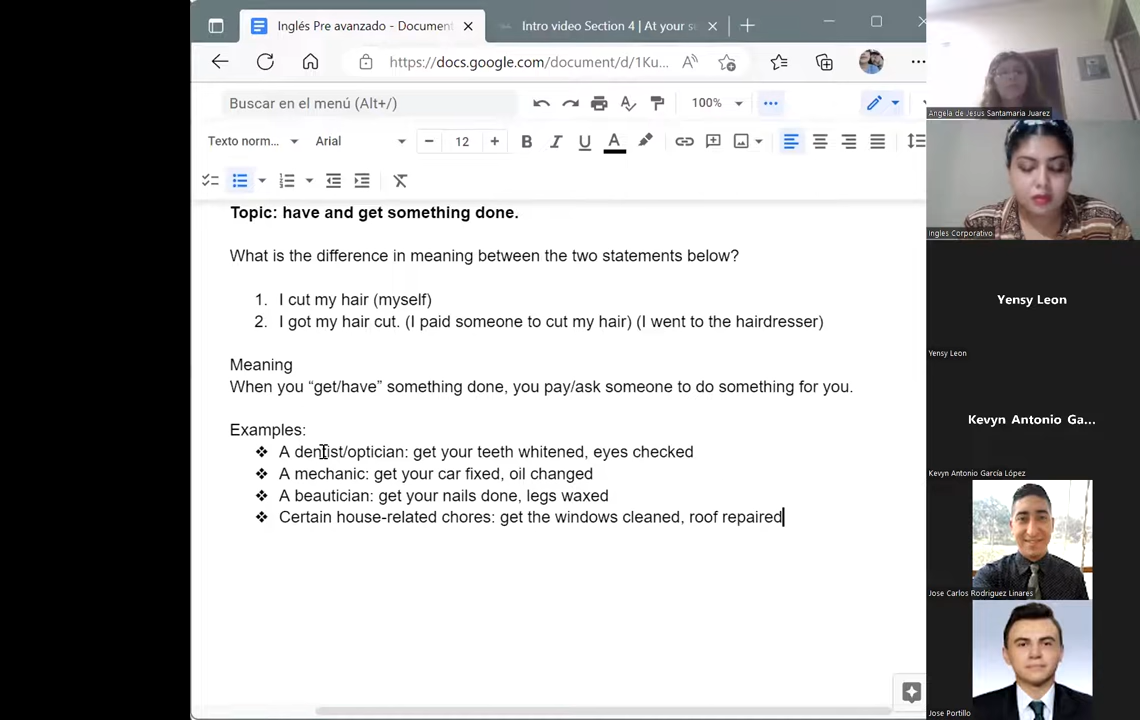 Inglés Pre avanzado - Document
Intro video Section 4 | At your s
https://docs.google.com/document/d/1Ku...
Buscar en el menú (Alt+/)
100%
Texto norm...
Arial
12
Topic: have and get something done.
What is the difference in meaning between the two statements below?
1. I cut my hair (myself)
2. I got my hair cut. (I paid someone to cut my hair) (I went to the hairdresser)
Meaning
When you “get/have” something done, you pay/ask someone to do something for you.
Examples:
❖ A dentist/optician: get your teeth whitened, eyes checked
❖ A mechanic: get your car fixed, oil changed
❖ A beautician: get your nails done, legs waxed
❖ Certain house-related chores: get the windows cleaned, roof repaired
Angela de Jesus Santamaria Juarez
Ingles Corporativo
Yensy Leon
Yensy Leon
Kevyn Antonio Ga...
Kevyn Antonio García López
Jose Carlos Rodriguez Linares
Jose Portillo